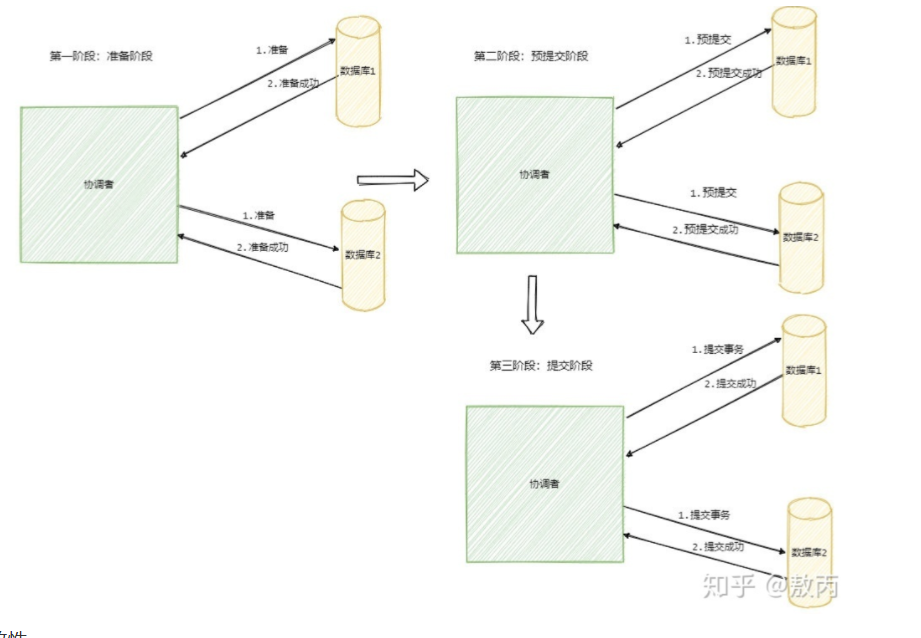 第一阶段: 准备阶段
1.准备
数据库1
2.准备成功
协调者
1.准备
2.准备成功
数据库2
第二阶段: 预提交阶段
1.预提交
数据库1
2.预提交成功
协调者
1.预提交
2.预提交成功
数据库2
第三阶段: 提交阶段
1.提交事务
数据库1
2.提交成功
协调者
1.提交事务
2.提交成功
数据库2
知乎 @敖丙